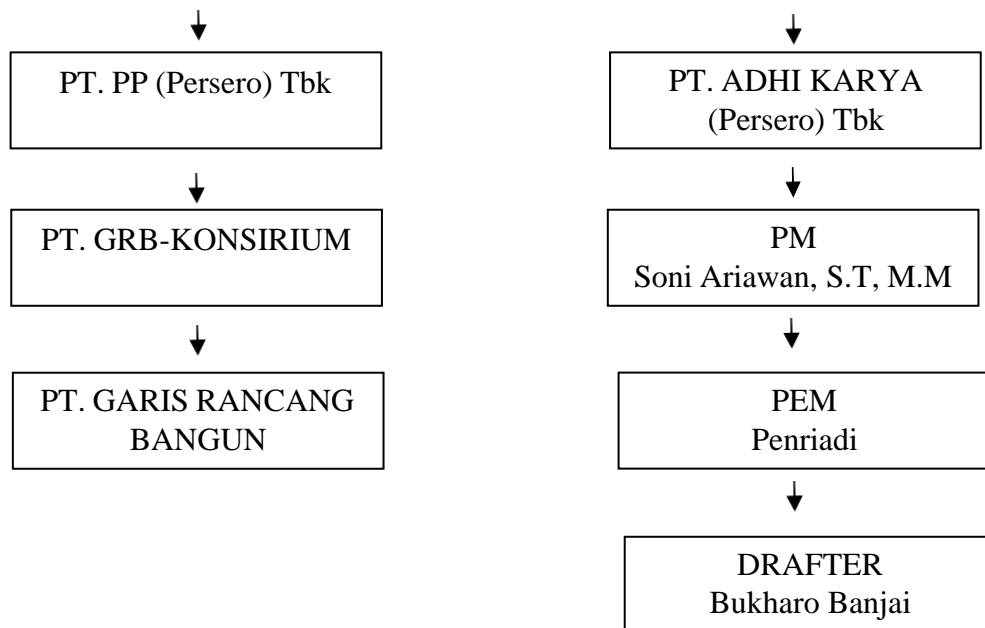 PT. PP (Persero) Tbk
PT. GRB-KONSIRIUM
PT. GARIS RANCANG
BANGUN
PT. ADHI KARYA
(Persero) Tbk
PM
Soni Ariawan, S.T, M.M
PEM
Penriadi
DRAFTER
Bukharo Banjai